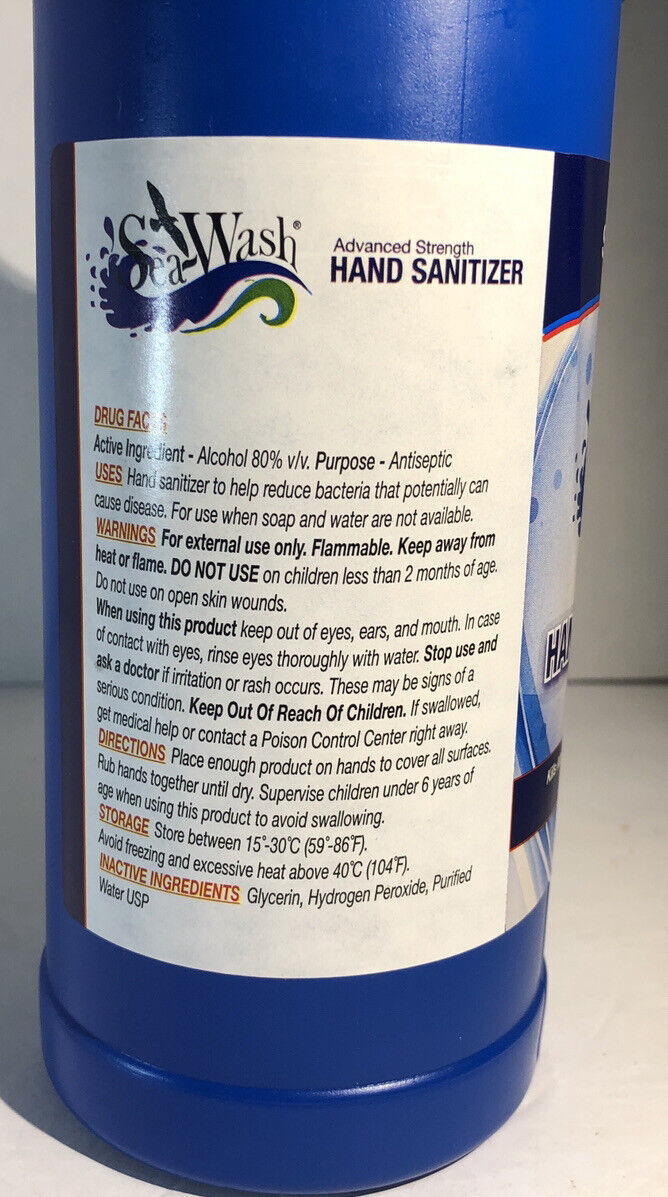 Sea-Wash®
Advanced Strength
HAND SANITIZER
DRUG FACTS
Active Ingredient - Alcohol 80% v/v. Purpose - Antiseptic
USES Hand sanitizer to help reduce bacteria that potentially can
cause disease. For use when soap and water are not available.
WARNINGS For external use only. Flammable. Keep away from
heat or flame. DO NOT USE on children less than 2 months of age.
Do not use on open skin wounds.
When using this product keep out of eyes, ears, and mouth. In case
of contact with eyes, rinse eyes thoroughly with water. Stop use and
ask a doctor if irritation or rash occurs. These may be signs of a
serious condition. Keep Out Of Reach Of Children. If swallowed,
get medical help or contact a Poison Control Center right away.
DIRECTIONS Place enough product on hands to cover all surfaces.
Rub hands together until dry. Supervise children under 6 years of
age when using this product to avoid swallowing.
STORAGE Store between 15°-30°C (59°-86°F).
Avoid freezing and excessive heat above 40°C (104°F).
INACTIVE INGREDIENTS Glycerin, Hydrogen Peroxide, Purified
Water USP